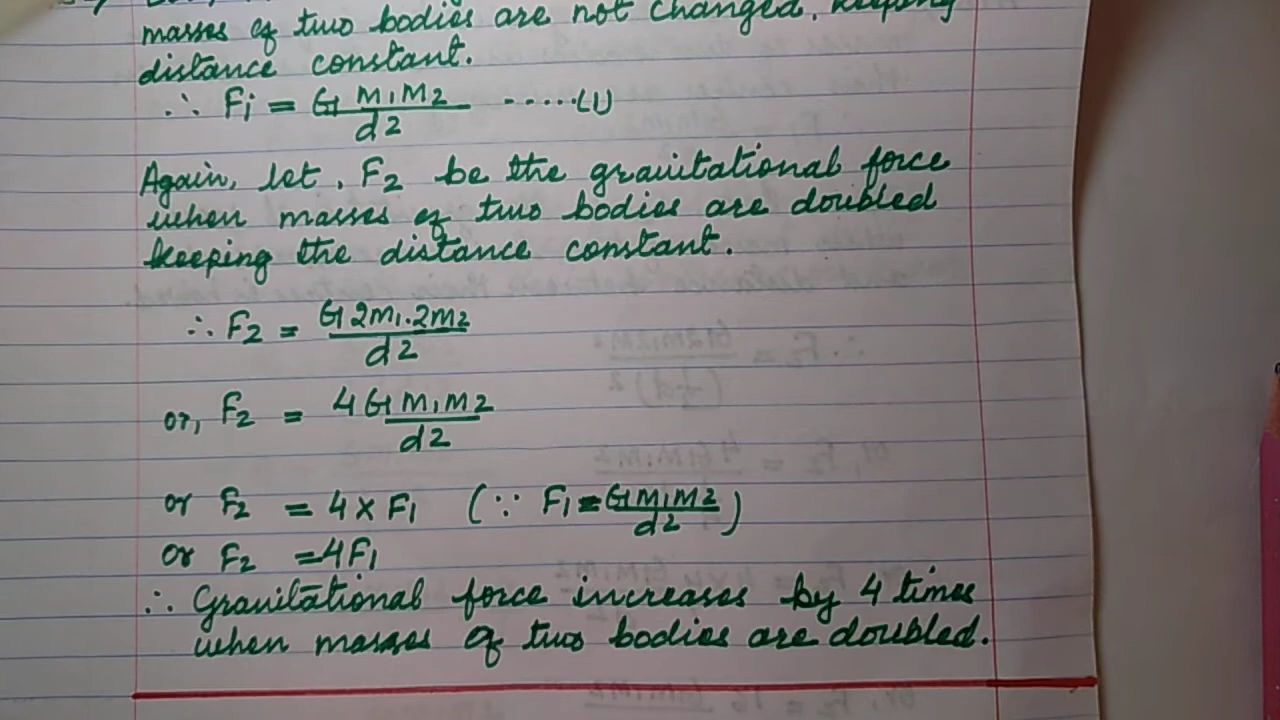 masses of two bodies are not changed. keeping
distance constant.
∴ F1 = G M1M2 / d2 ......(1)
Again, let, F2 be the gravitational force
when masses of two bodies are doubled
keeping the distance constant.
∴ F2 = G 2m1.2m2 / d2
or, F2 = 4 G M1M2 / d2
or F2 = 4 x F1 (∵ F1 = G M1M2 / d2)
or F2 = 4F1
∴ Gravitational force increases by 4 times
when masses of two bodies are doubled.